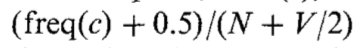 (freq(c) + 0.5)/(N + V/2)